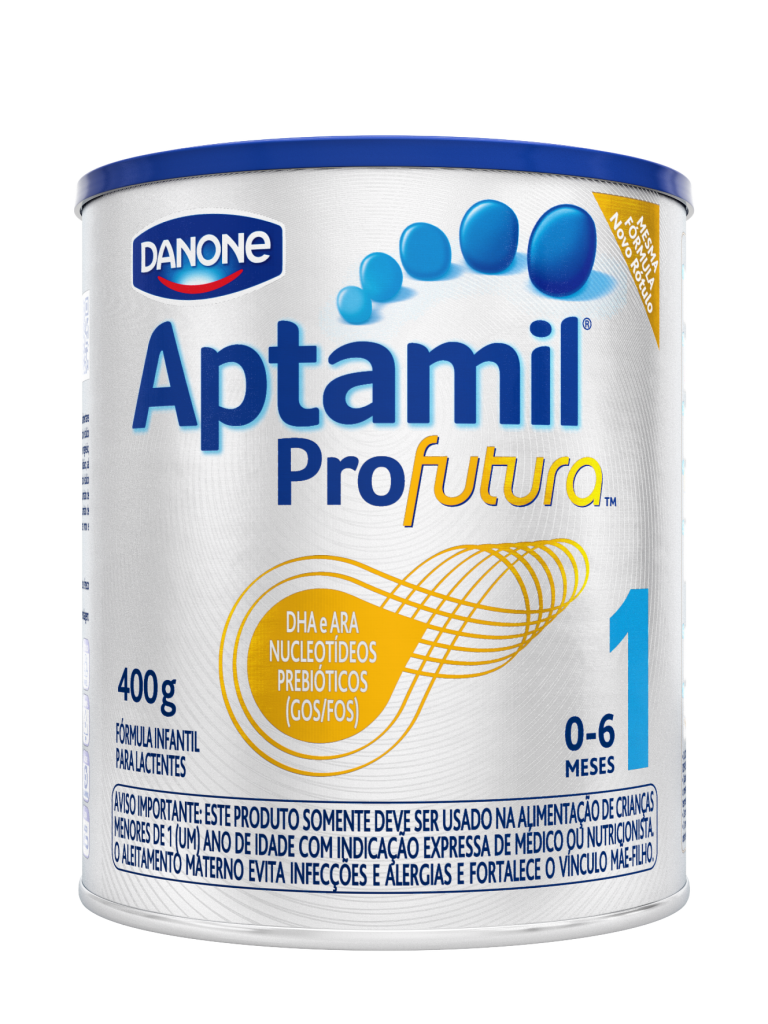 DANONE
MESMA
FÓRMULA
Novo Rótulo
Aptamil®
Profutura™
DHA e ARA
NUCLEOTÍDEOS
PREBIÓTICOS
(GOS/FOS)
1
400 g
FÓRMULA INFANTIL
PARA LACTENTES
0-6
MESES
AVISO IMPORTANTE: ESTE PRODUTO SOMENTE DEVE SER USADO NA ALIMENTAÇÃO DE CRIANÇAS
MENORES DE 1 (UM) ANO DE IDADE COM INDICAÇÃO EXPRESSA DE MÉDICO OU NUTRICIONISTA.
O ALEITAMENTO MATERNO EVITA INFECÇÕES E ALERGIAS E FORTALECE O VÍNCULO MÃE-FILHO.